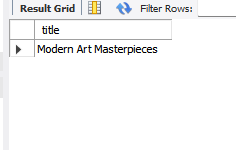 Result Grid Filter Rows:
title
Modern Art Masterpieces